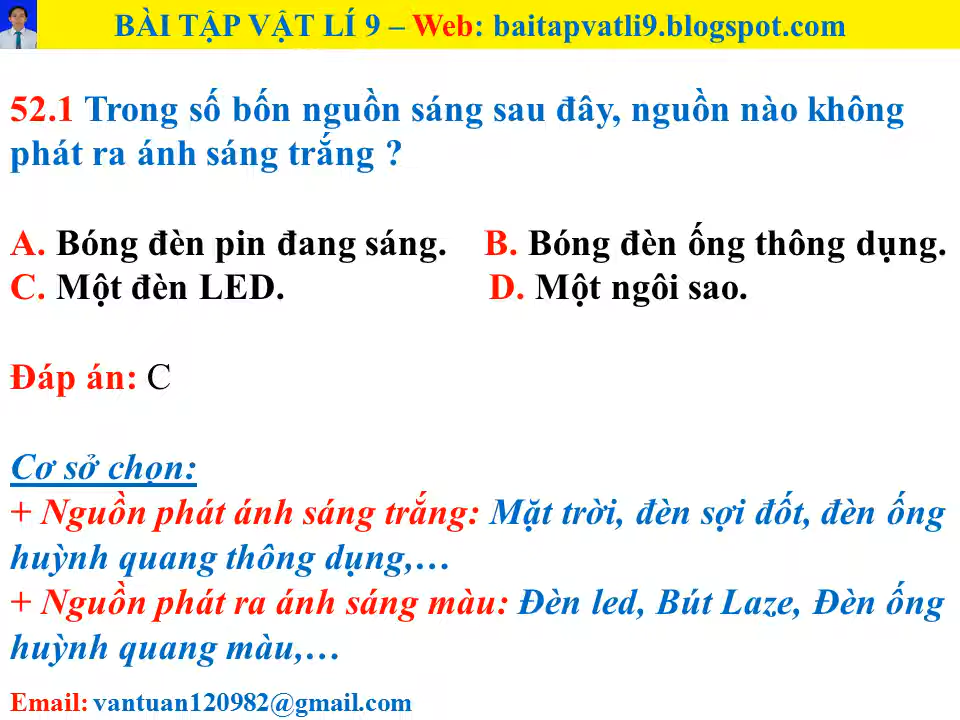 BÀI TẬP VẬT LÍ 9 – Web: baitapvatli9.blogspot.com
52.1 Trong số bốn nguồn sáng sau đây, nguồn nào không
phát ra ánh sáng trắng ?
A. Bóng đèn pin đang sáng. B. Bóng đèn ống thông dụng.
C. Một đèn LED. D. Một ngôi sao.
Đáp án: C
Cơ sở chọn:
+ Nguồn phát ánh sáng trắng: Mặt trời, đèn sợi đốt, đèn ống
huỳnh quang thông dụng,…
+ Nguồn phát ra ánh sáng màu: Đèn led, Bút Laze, Đèn ống
huỳnh quang màu,…
Email: vantuan120982@gmail.com